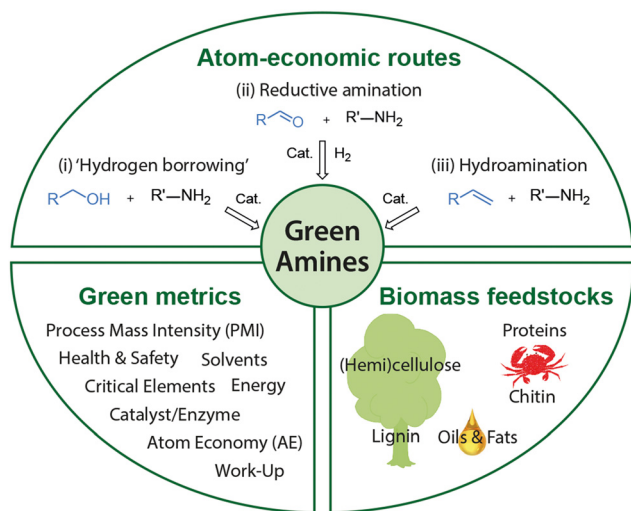 Atom-economic routes
(ii) Reductive amination
R O + R'—NH₂
Cat. H₂
(i) 'Hydrogen borrowing'
R OH + R'—NH₂ Cat.
(iii) Hydroamination
Cat. R + R'—NH₂
Green
Amines
Green metrics
Process Mass Intensity (PMI)
Health & Safety Solvents
Critical Elements Energy
Catalyst/Enzyme
Atom Economy (AE)
Work-Up
Biomass feedstocks
Proteins
(Hemi)cellulose
Chitin
Lignin Oils & Fats